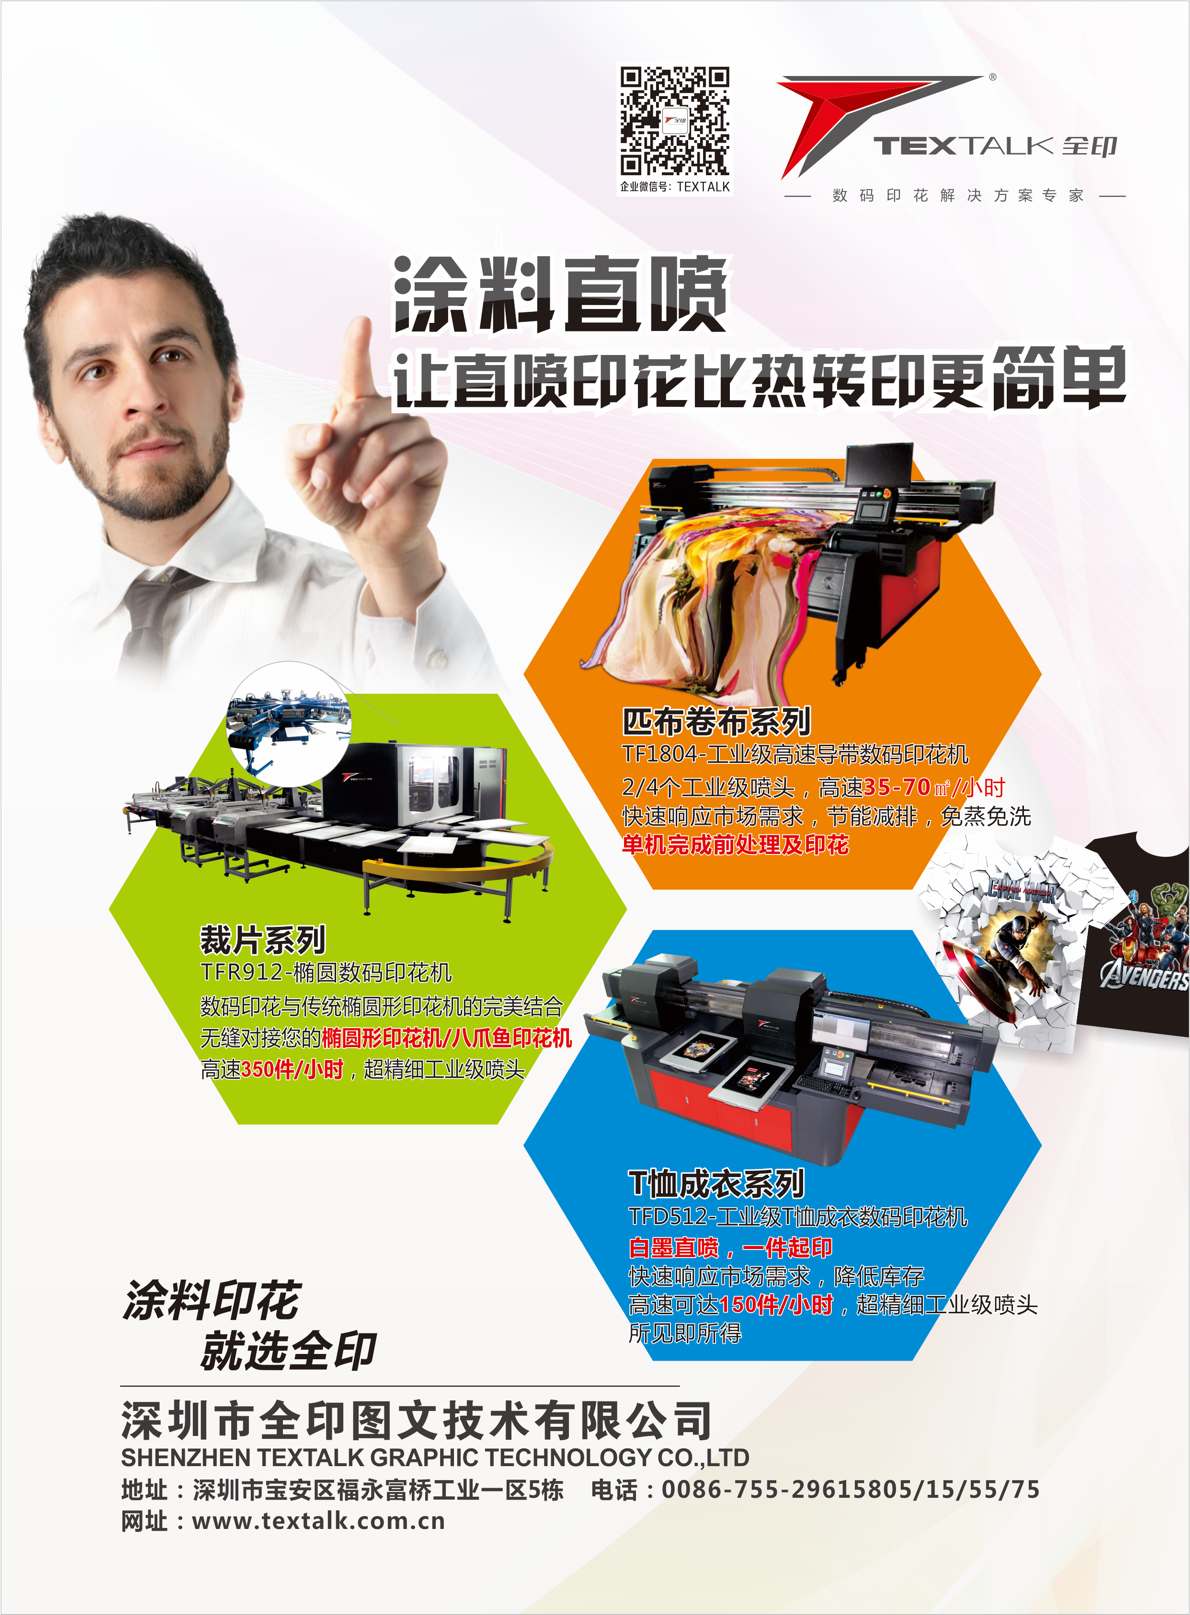 企业微信号：TEXTALK
®
TEXTALK 全印
数码印花解决方案专家
涂料直喷
让直喷印花比热转印更简单
匹布卷布系列
TF1804-工业级高速导带数码印花机
2/4个工业级喷头，高速35-70㎡/小时
快速响应市场需求，节能减排，免蒸免洗
单机完成前处理及印花
TEXTALK 全印
裁片系列
TFR912-椭圆数码印花机
数码印花与传统椭圆形印花机的完美结合
无缝对接您的椭圆形印花机/八爪鱼印花机
高速350件/小时，超精细工业级喷头
CAPTAIN AMERICA
CIVIL WAR
AVENGERS
T恤成衣系列
TFD512-工业级T恤成衣数码印花机
白墨直喷，一件起印
快速响应市场需求，降低库存
高速可达150件/小时，超精细工业级喷头
所见即所得
涂料印花
就选全印
深圳市全印图文技术有限公司
SHENZHEN TEXTALK GRAPHIC TECHNOLOGY CO.,LTD
地址：深圳市宝安区福永富桥工业一区5栋 电话：0086-755-29615805/15/55/75
网址：www.textalk.com.cn